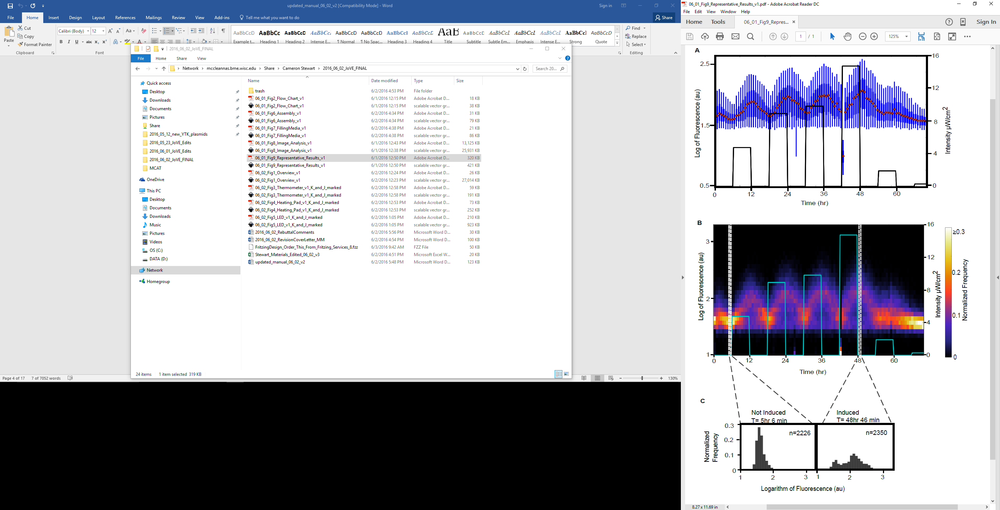 updated_manual_06_02_v2 [Compatibility Mode] - Word
Sign in
File Home Insert Design Layout References Mailings Review View Add-ins Tell me what you want to do
Share
Cut
Copy
Format Painter
Paste
Clipboard
Calibri (Body) 12
Font
AaBbCcD Example t...
AaBbCc Heading 1
AaBbCcD Heading 2
AaBbCc. Intense E...
AaBbCcD ¶ Normal
AaBbCcD ¶ No Spac...
AaBbCcI Heading 3
AaBbCcL Heading 4
AaB Title
AaBbCcC Subtitle
AaBbCcL Subtle Em...
AaBbCcL Emphasis
AaBbCcL Intense E...
AaBbCcl Strong
AaBbCcD Quote
Find
Replace
Select
Editing
2016_06_02_JoVE_FINAL
File Home Share View
Network > mccleannas.bme.wisc.edu > Share > Cameron Stewart > 2016_06_02_JoVE_FINAL
Search 20...
Quick access
Desktop
Downloads
Documents
Pictures
Share
2016_05_12_new_YTK_plasmids
2016_05_23_JoVE_Edits
2016_06_01_JoVE_Edits
2016_06_02_JoVE_FINAL
MCAT
OneDrive
This PC
Desktop
Documents
Downloads
Music
Pictures
Videos
OS (C:)
DATA (D:)
Network
Homegroup
Name Date modified Type Size
trash 6/2/2016 4:53 PM File folder
06_01_Fig2_Flow_Chart_v1 6/1/2016 12:15 PM Adobe Acrobat D... 18 KB
06_01_Fig2_Flow_Chart_v1 6/1/2016 12:15 PM scalable vector gr... 38 KB
06_01_Fig6_Assembly_v1 6/2/2016 4:34 PM Adobe Acrobat D... 31 KB
06_01_Fig6_Assembly_v1 6/2/2016 4:34 PM scalable vector gr... 79 KB
06_01_Fig7_FillingMedia_v1 6/2/2016 4:38 PM Adobe Acrobat D... 21 KB
06_01_Fig7_FillingMedia_v1 6/2/2016 4:38 PM scalable vector gr... 86 KB
06_01_Fig8_Image_Analysis_v1 6/1/2016 12:43 PM Adobe Acrobat D... 13,125 KB
06_01_Fig8_Image_Analysis_v1 6/1/2016 12:38 PM scalable vector gr... 25,931 KB
06_01_Fig9_Representative_Results_v1 6/1/2016 12:50 PM Adobe Acrobat D... 320 KB
06_01_Fig9_Representative_Results_v1 6/1/2016 12:50 PM scalable vector gr... 421 KB
06_02_Fig1_Overview_v1 6/2/2016 12:24 PM Adobe Acrobat D... 26 KB
06_02_Fig1_Overview_v1 6/2/2016 12:23 PM scalable vector gr... 27,014 KB
06_02_Fig3_Thermometer_v1_K_and_J_marked 6/2/2016 12:58 PM Adobe Acrobat D... 59 KB
06_02_Fig3_Thermometer_v1_K_and_J_marked 6/2/2016 12:58 PM scalable vector gr... 191 KB
06_02_Fig4_Heating_Pad_v1_K_and_J_marked 6/2/2016 12:53 PM Adobe Acrobat D... 73 KB
06_02_Fig4_Heating_Pad_v1_K_and_J_marked 6/2/2016 12:53 PM scalable vector gr... 252 KB
06_02_Fig5_LED_v1_K_and_J_marked 6/2/2016 1:05 PM Adobe Acrobat D... 210 KB
06_02_Fig5_LED_v1_K_and_J_marked 6/2/2016 1:05 PM scalable vector gr... 923 KB
2016_06_02_RebuttalComments 6/2/2016 5:56 PM Microsoft Word D... 30 KB
2016_06_02_RevisionCoverLetter_MM 6/2/2016 4:54 PM Microsoft Word D... 100 KB
FritzingDesign_Order_This_From_Fritzing_Services_8.fzz 6/3/2016 9:42 AM FZZ File 50 KB
Stewart_Materials_Edited_06_02_v3 6/2/2016 4:51 PM Microsoft Excel W... 20 KB
updated_manual_06_02_v2 6/2/2016 5:48 PM Microsoft Word D... 123 KB
24 items 1 item selected 319 KB
Page 4 of 17 7 of 7052 words
130%
06_01_Fig9_Representative_Results_v1.pdf - Adobe Acrobat Reader DC
File Edit View Window Help
Home Tools 06_01_Fig9_Repres... × Sign In
1 / 1 125%
A
2.5
1.5
0.5
Log of Fluorescence (au)
16
12
8
4
0
Intensity µW/cm2
0 12 24 36 48 60
Time (hr)
B
3
2
1
Log of Fluorescence (au)
16
12
8
4
0
Intensity µW/cm2
≥0.3
0.2
0.1
0
Normalized Frequency
0 12 24 36 48 60
Time (hr)
C
Not Induced
T= 5hr 6 min
Induced
T= 48hr 46 min
Normalized
Frequency
0.3
0.2
0.1
0
n=2226
n=2350
1 2 3 1 2 3
Logarithm of Fluorescence (au)
8.27 x 11.69 in